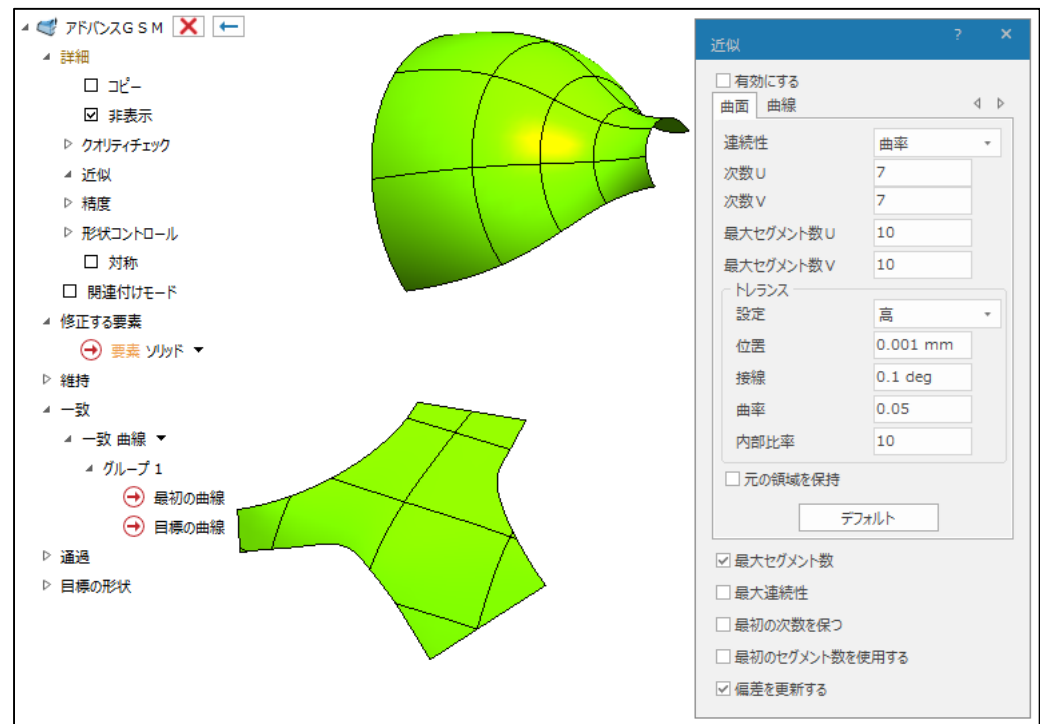 アドバンスGSM
詳細
コピー
非表示
クオリティチェック
近似
精度
形状コントロール
対称
関連付けモード
修正する要素
要素 ソリッド
維持
一致
一致 曲線
グループ 1
最初の曲線
目標の曲線
通過
目標の形状
近似
有効にする
曲面 曲線
連続性 曲率
次数U 7
次数V 7
最大セグメント数U 10
最大セグメント数V 10
トレランス
設定 高
位置 0.001 mm
接線 0.1 deg
曲率 0.05
内部比率 10
元の領域を保持
デフォルト
最大セグメント数
最大連続性
最初の次数を保つ
最初のセグメント数を使用する
偏差を更新する